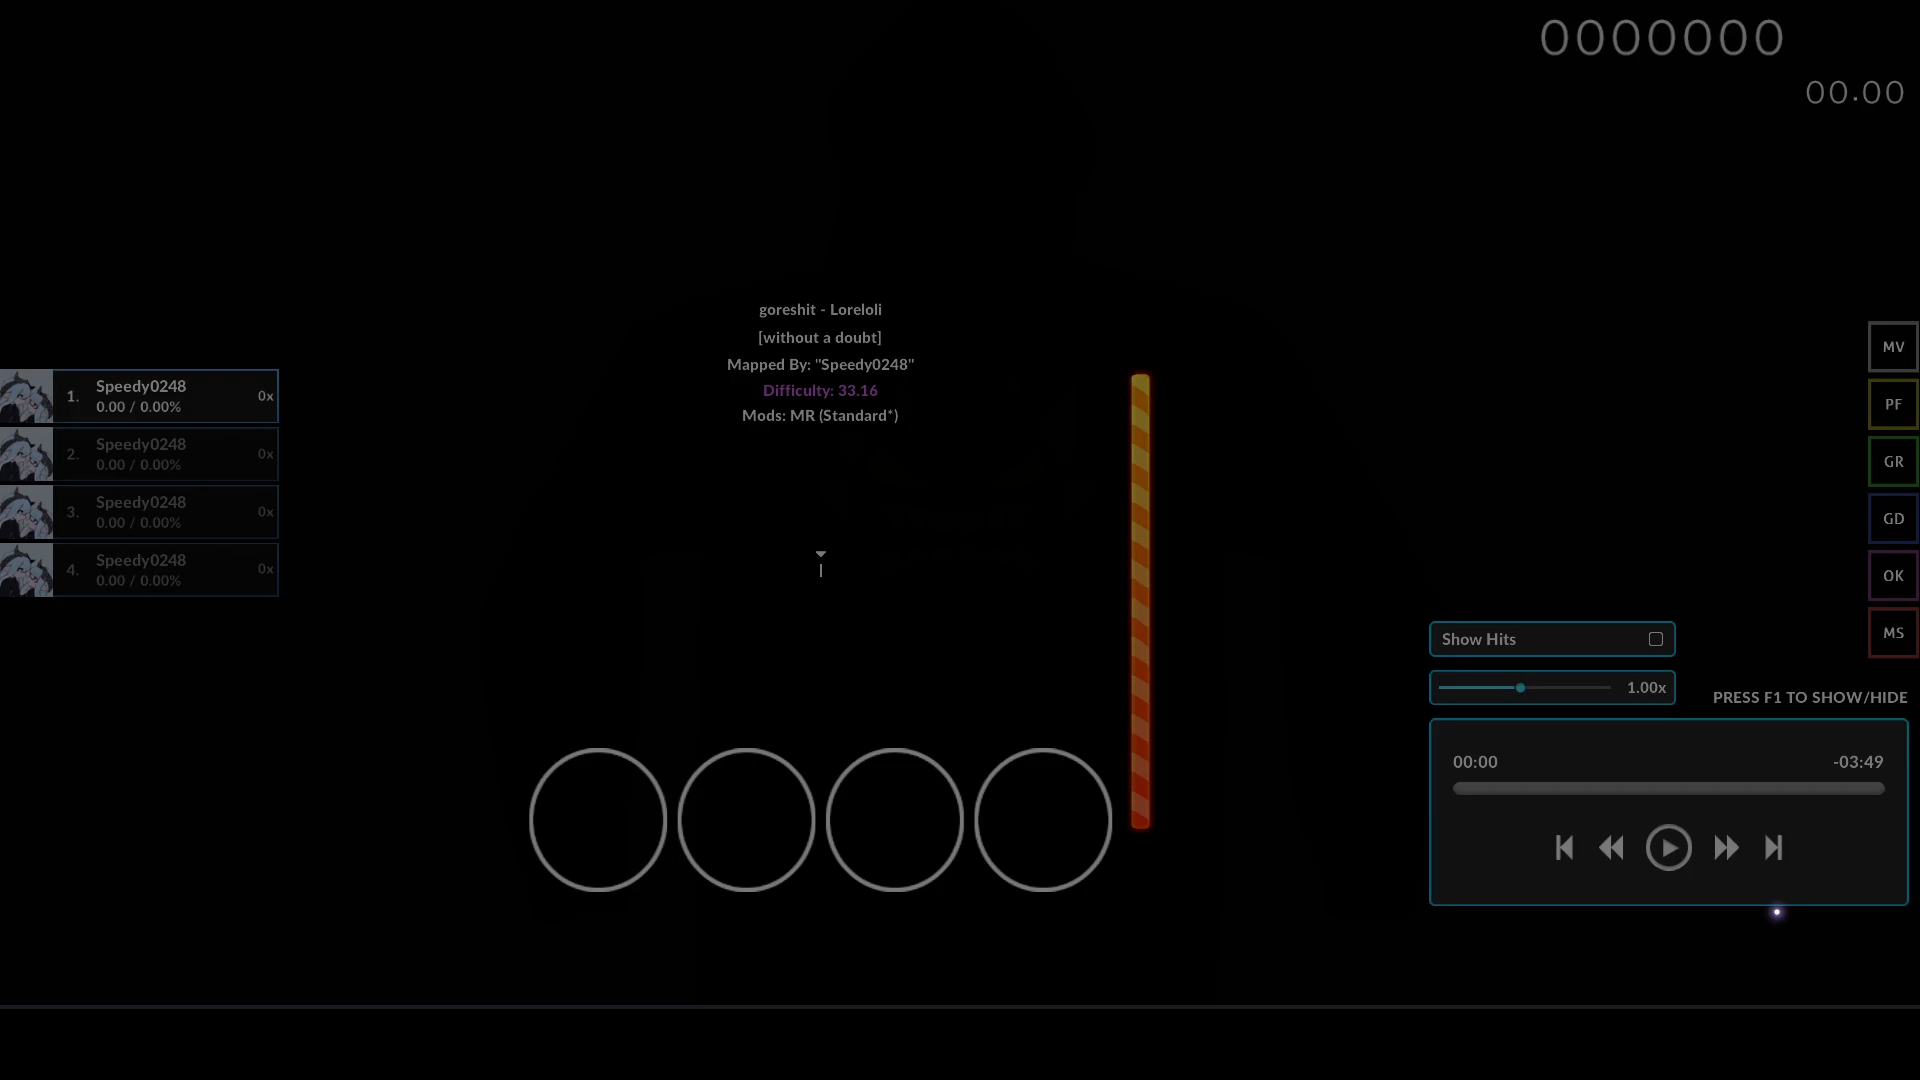 0000000
00.00
goreshit - Loreloli
[without a doubt]
Mapped By: "Speedy0248"
Difficulty: 33.16
Mods: MR (Standard*)
1. Speedy0248
0.00 / 0.00% 0x
2. Speedy0248
0.00 / 0.00% 0x
3. Speedy0248
0.00 / 0.00% 0x
4. Speedy0248
0.00 / 0.00% 0x
MV
PF
GR
GD
OK
MS
Show Hits
1.00x
PRESS F1 TO SHOW/HIDE
00:00 -03:49